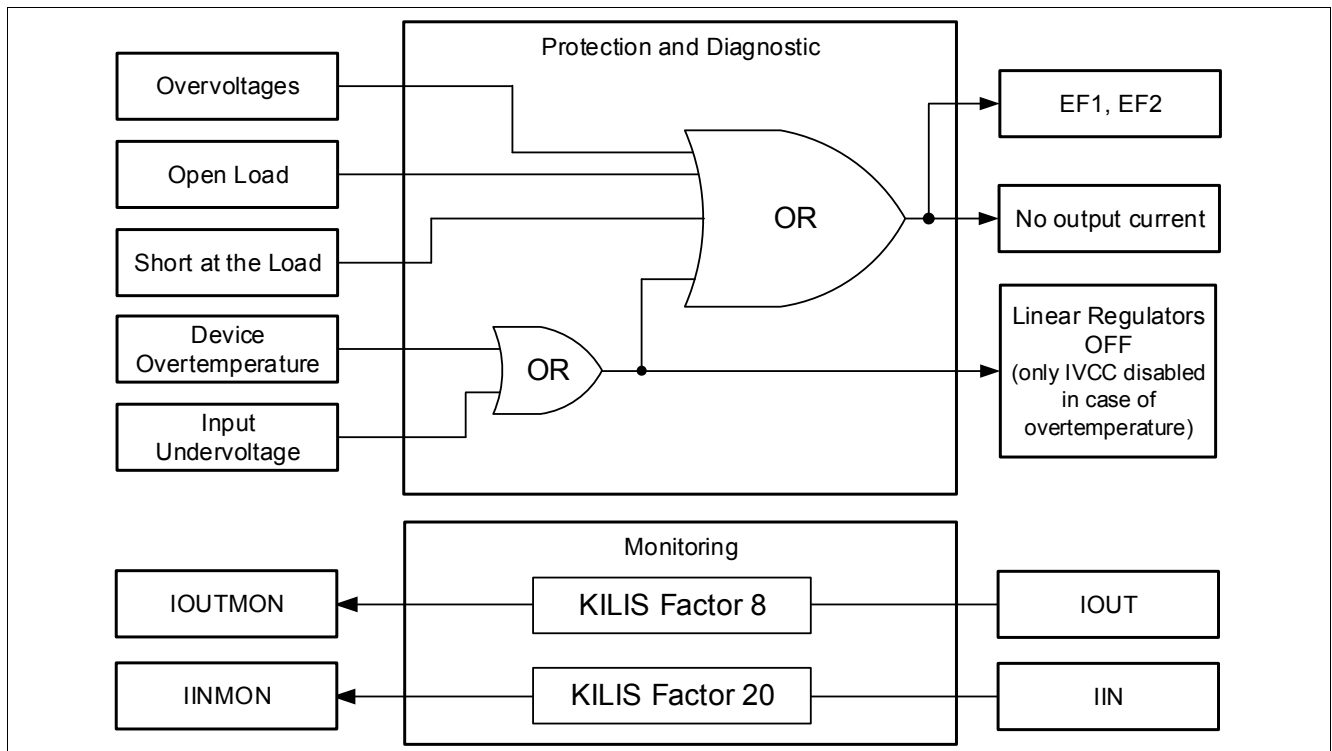 Protection and Diagnostic
Overvoltages
Open Load
Short at the Load
Device
Overtemperature
Input
Undervoltage
OR
OR
EF1, EF2
No output current
Linear Regulators
OFF
(only IVCC disabled
in case of
overtemperature)
Monitoring
IOUTMON
KILIS Factor 8
IOUT
IINMON
KILIS Factor 20
IIN